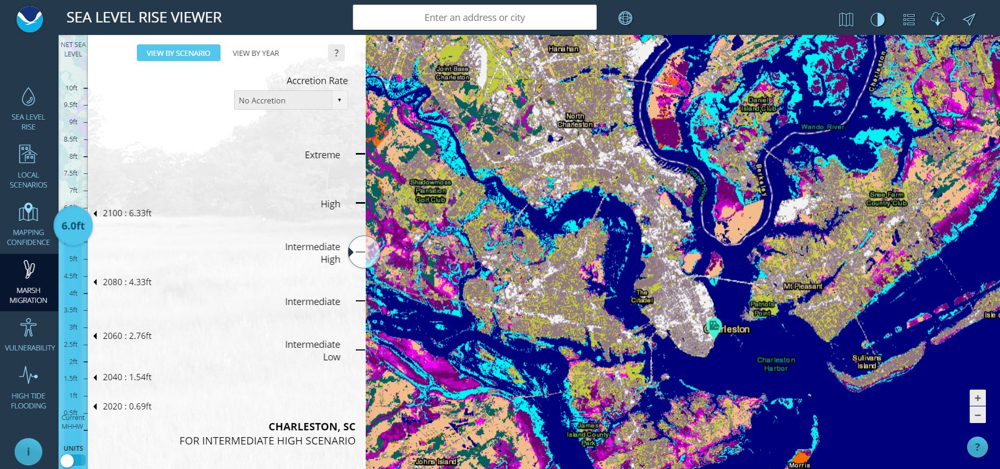 SEA LEVEL RISE VIEWER
Enter an address or city
SEA LEVEL
RISE
LOCAL
SCENARIOS
MAPPING
CONFIDENCE
MARSH
MIGRATION
VULNERABILITY
HIGH TIDE
FLOODING
i
NET SEA
LEVEL
10ft
9.5ft
9ft
8.5ft
8ft
7.5ft
7ft
6.0ft
5ft
4.5ft
4ft
3.5ft
3ft
2.5ft
2ft
1.5ft
1ft
0.5ft
Current
MHHW
UNITS
VIEW BY SCENARIO
VIEW BY YEAR
?
Accretion Rate
No Accretion
Extreme
High
Intermediate
High
Intermediate
Intermediate
Low
2100 : 6.33ft
2080 : 4.33ft
2060 : 2.76ft
2040 : 1.54ft
2020 : 0.69ft
CHARLESTON, SC
FOR INTERMEDIATE HIGH SCENARIO
Hanahan
Joint Base
Charleston
Charleston
Daniel
Island Club
North
Charleston
Wando River
Cooper River
Berkeley
Shadowmoss
Plantation
Golf Club
Snee Farm
Country Club
Mt Pleasant
The
Citadel
Patriots
Point
Isle o
Charleston
Charleston
Harbor
Sullivans
Island
James
Island County
Park
Johns Island
Morris
+
−
?